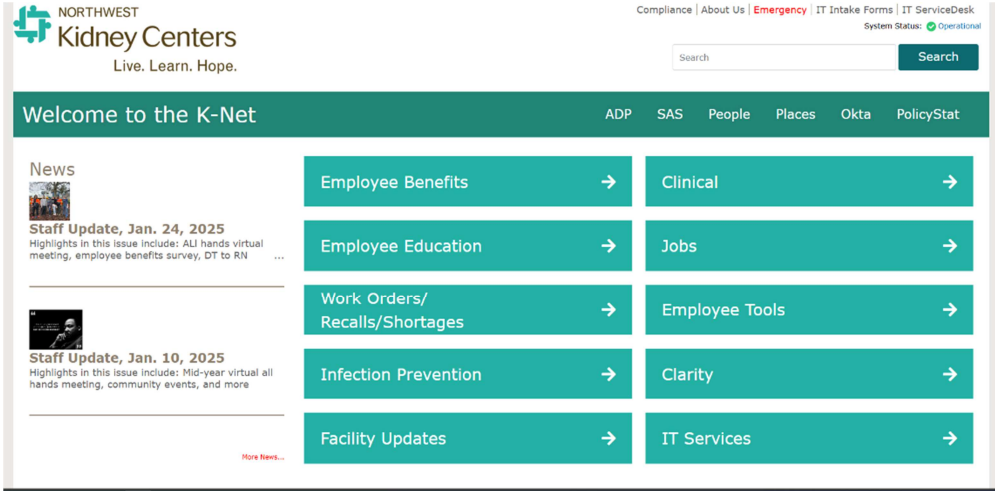 NORTHWEST
Kidney Centers
Live. Learn. Hope.
Compliance | About Us | Emergency | IT Intake Forms | IT ServiceDesk
System Status: Operational
Search
Search
Welcome to the K-Net
ADP SAS People Places Okta PolicyStat
News
Staff Update, Jan. 24, 2025
Highlights in this issue include: ALI hands virtual
meeting, employee benefits survey, DT to RN ...
Staff Update, Jan. 10, 2025
Highlights in this issue include: Mid-year virtual all
hands meeting, community events, and more
More News...
Employee Benefits
Clinical
Employee Education
Jobs
Work Orders/
Recalls/Shortages
Employee Tools
Infection Prevention
Clarity
Facility Updates
IT Services